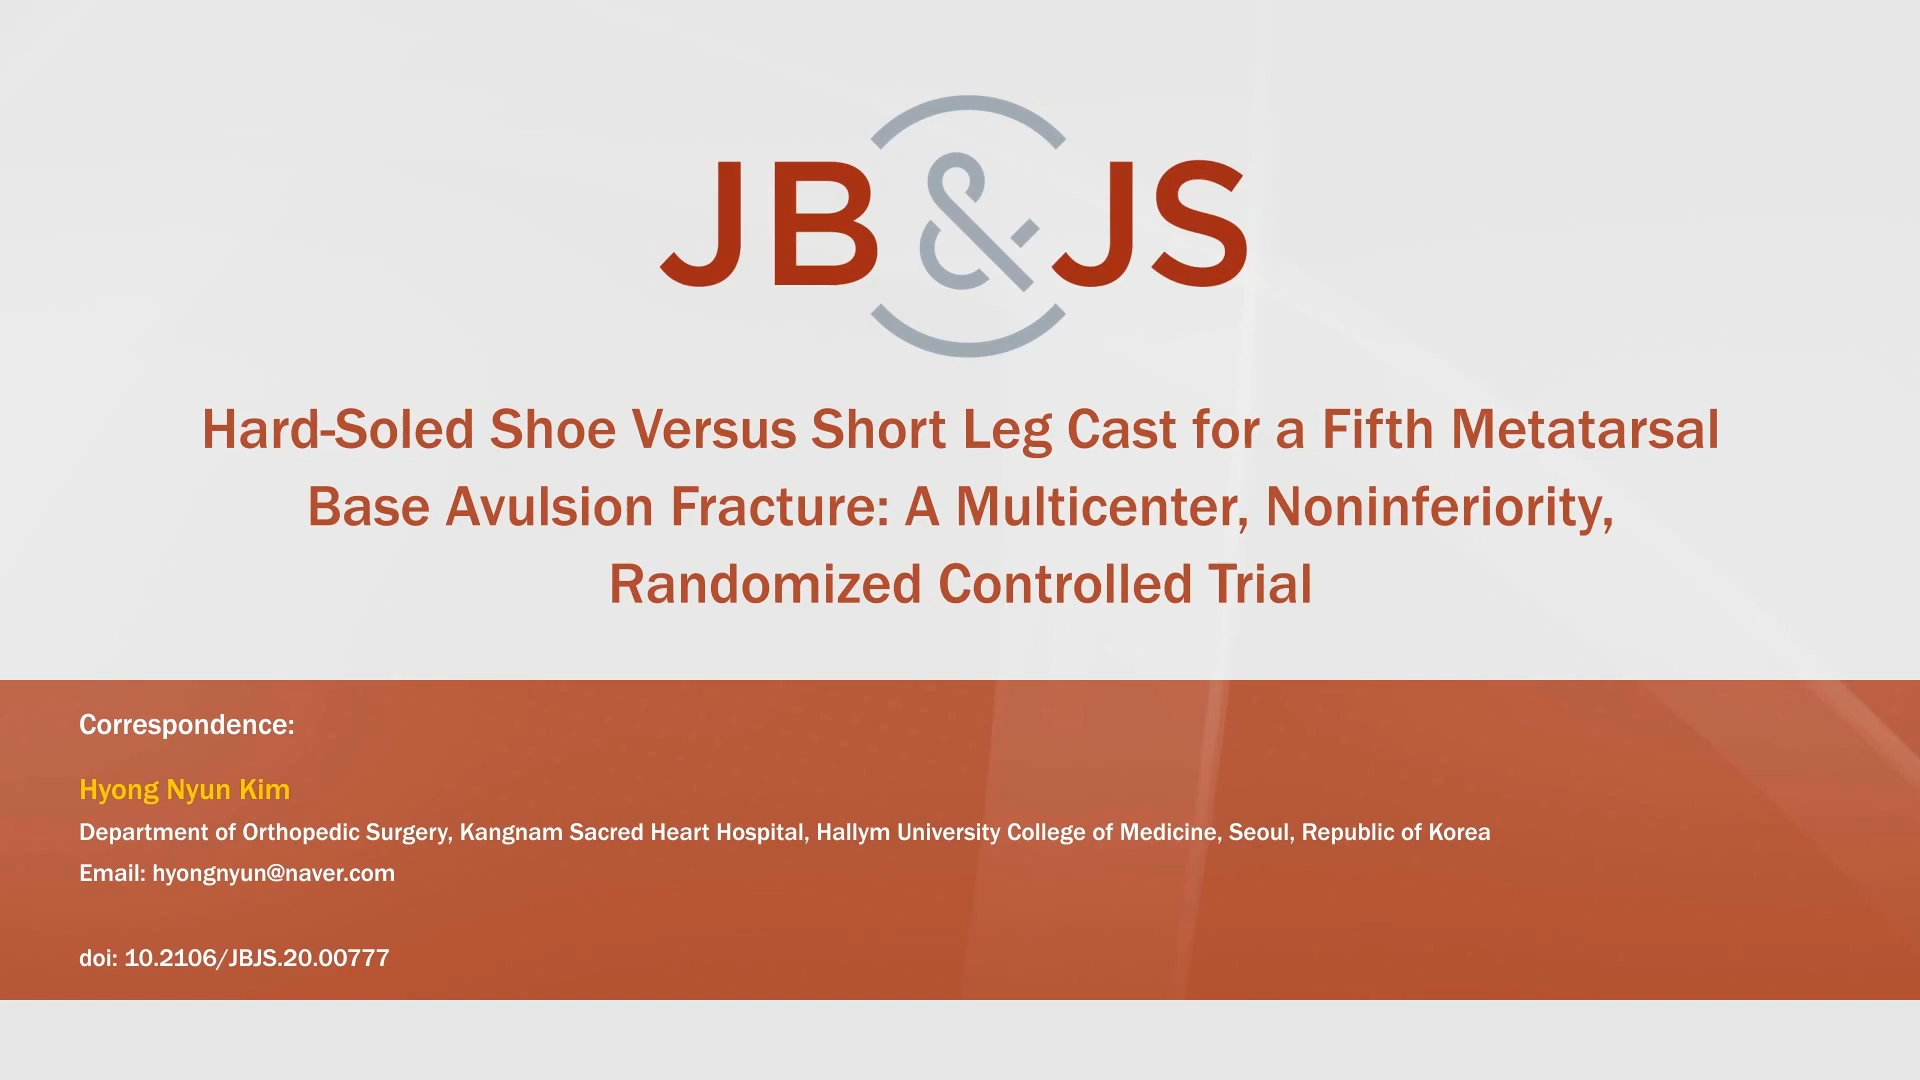 JB&JS
Hard-Soled Shoe Versus Short Leg Cast for a Fifth Metatarsal
Base Avulsion Fracture: A Multicenter, Noninferiority,
Randomized Controlled Trial
Correspondence:
Hyong Nyun Kim
Department of Orthopedic Surgery, Kangnam Sacred Heart Hospital, Hallym University College of Medicine, Seoul, Republic of Korea
Email: hyongnyun@naver.com
doi: 10.2106/JBJS.20.00777